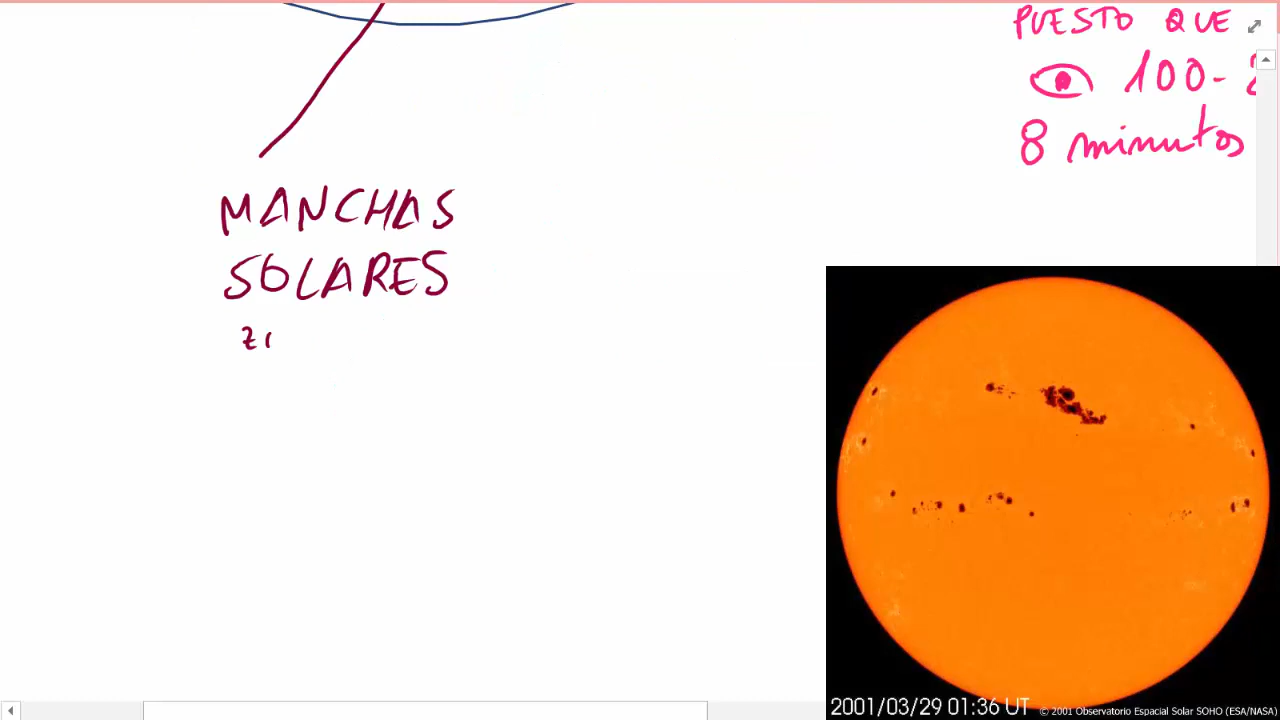 PUESTO QUE
100-2
8 minutos
MANCHAS
SOLARES
2001/03/29 01:36 UT
© 2001 Observatorio Espacial Solar SOHO (ESA/NASA)